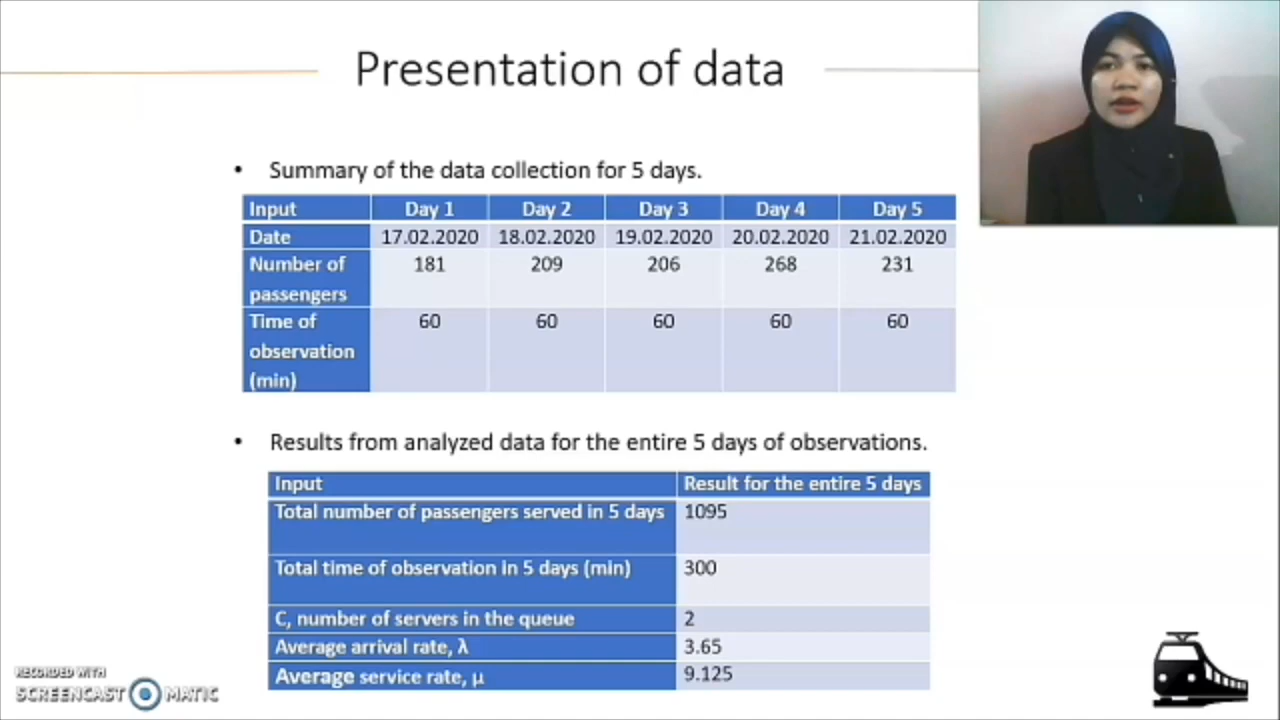 Presentation of data
• Summary of the data collection for 5 days.
Input Day 1 Day 2 Day 3 Day 4 Day 5
Date 17.02.2020 18.02.2020 19.02.2020 20.02.2020 21.02.2020
Number of 181 209 206 268 231
passengers
Time of 60 60 60 60 60
observation
(min)
• Results from analyzed data for the entire 5 days of observations.
Input Result for the entire 5 days
Total number of passengers served in 5 days 1095
Total time of observation in 5 days (min) 300
C, number of servers in the queue 2
Average arrival rate, λ 3.65
Average service rate, μ 9.125
RECORDED WITH
SCREENCAST MATIC